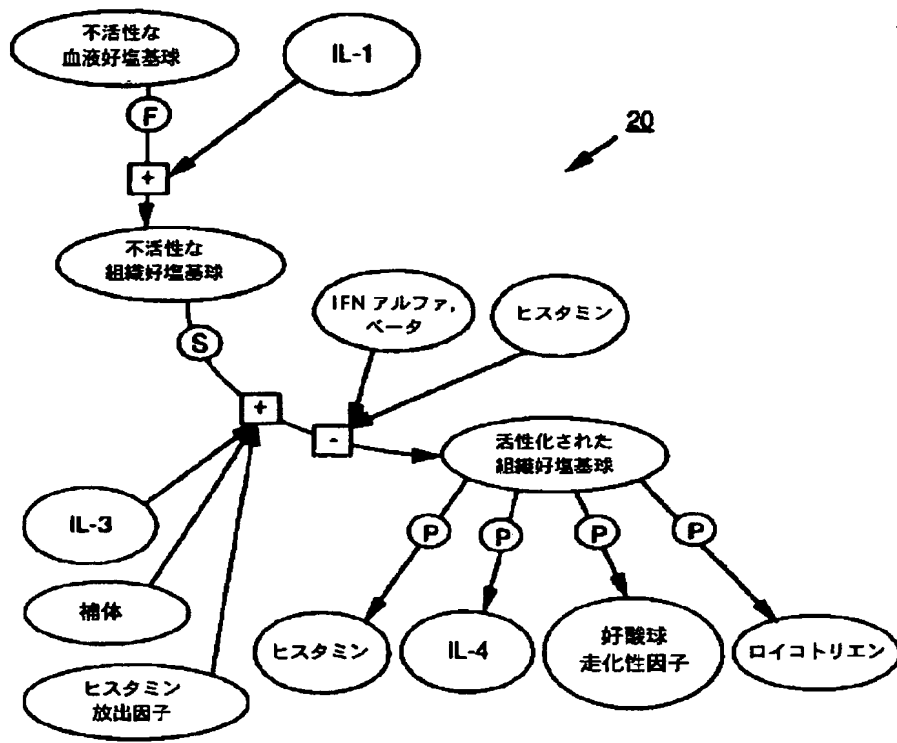 不活性な
血液好塩基球
IL-1
F
20
+
不活性な
組織好塩基球
IFN アルファ,
ベータ
ヒスタミン
S
+
-
活性化された
組織好塩基球
IL-3
P
P
P
P
補体
ヒスタミン
IL-4
好酸球
走化性因子
ロイコトリエン
ヒスタミン
放出因子